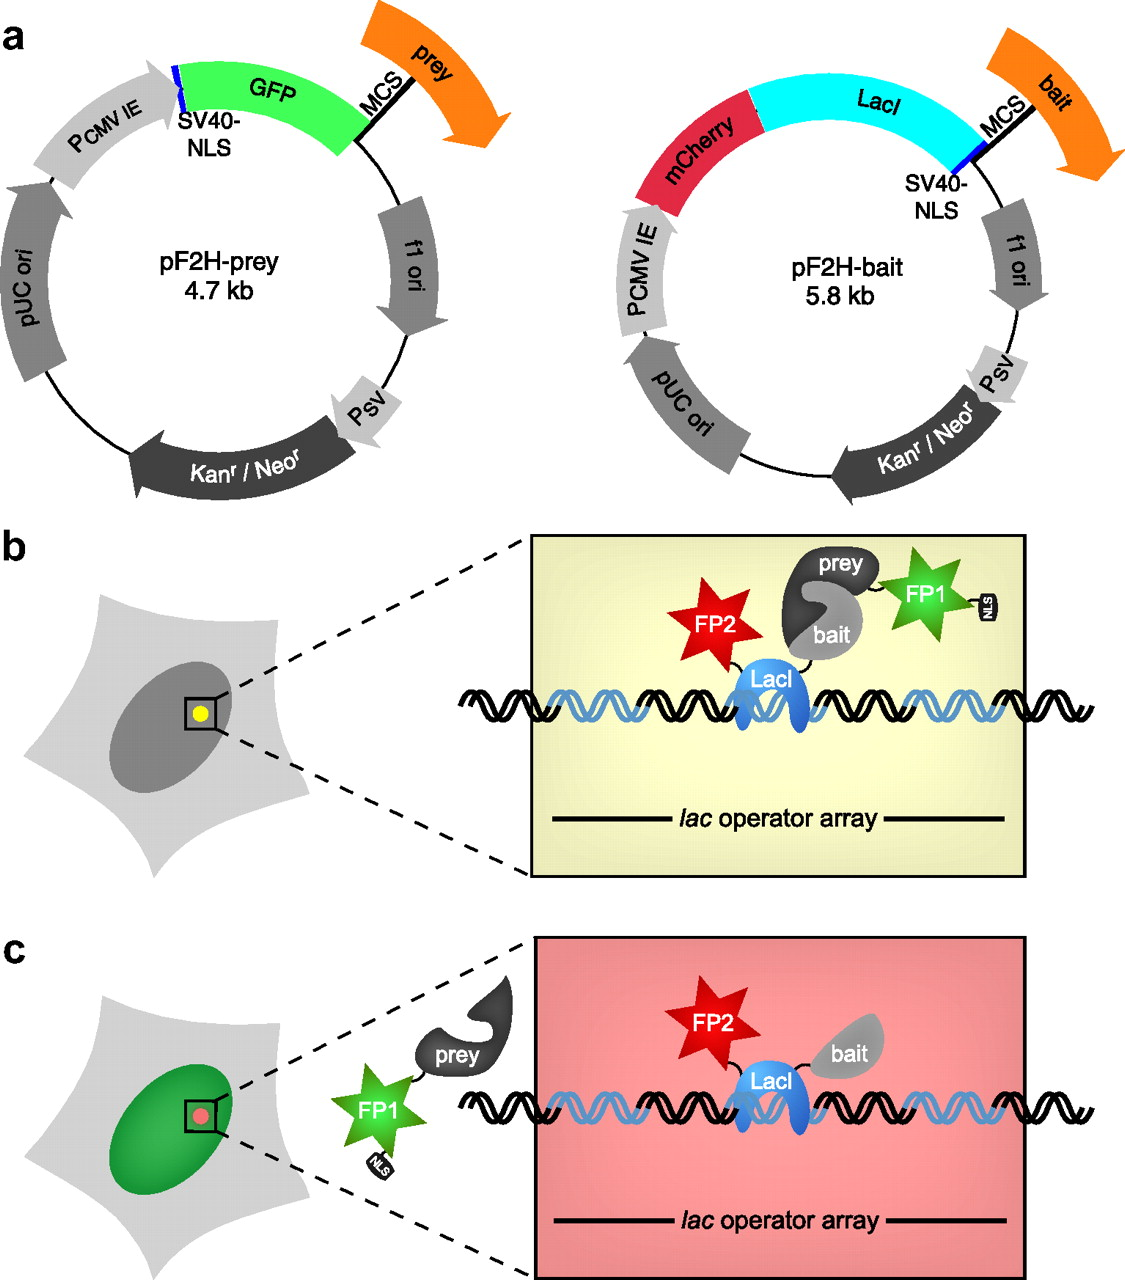 a
PCMV IE
GFP
MCS
prey
SV40-
NLS
pUC ori
f1 ori
pF2H-prey
4.7 kb
PSV
Kanʳ / Neoʳ
mCherry
LacI
MCS
bait
SV40-
NLS
PCMV IE
f1 ori
pF2H-bait
5.8 kb
pUC ori
PSV
Kanʳ / Neoʳ
b
prey
FP1
NLS
FP2
bait
LacI
lac operator array
c
FP2
prey
bait
LacI
FP1
NLS
lac operator array